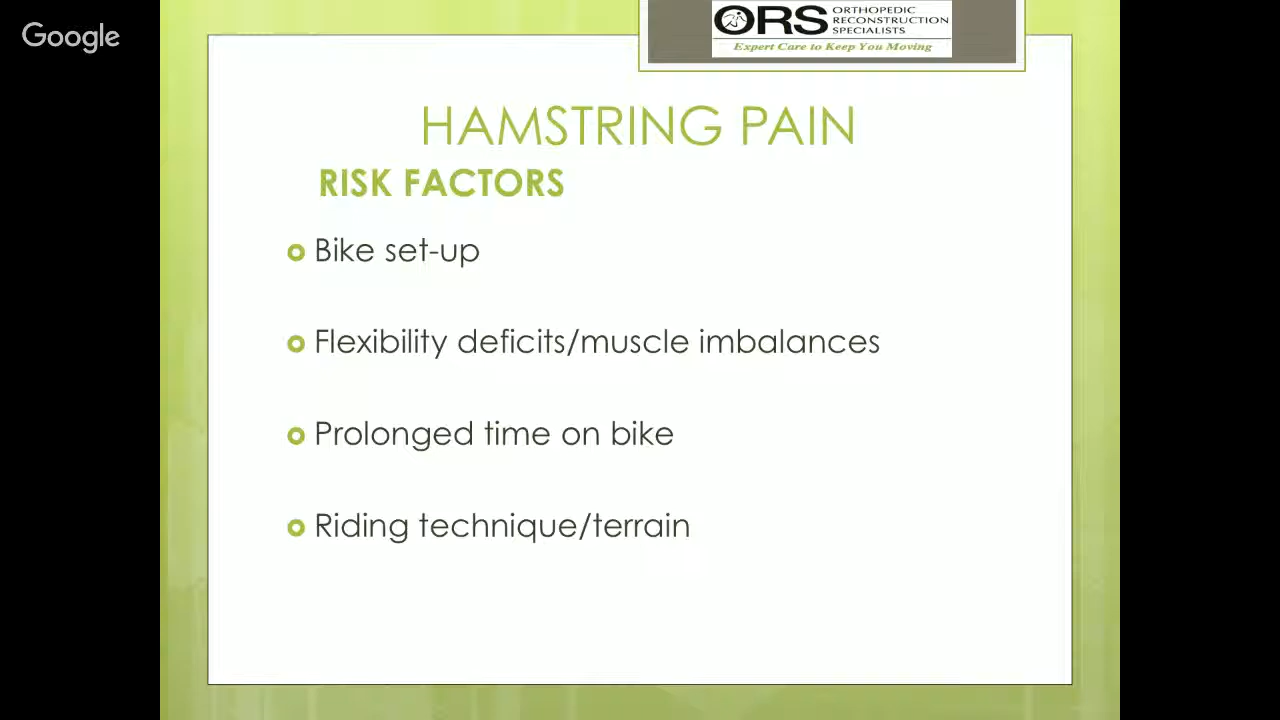 Google
ORS ORTHOPEDIC
RECONSTRUCTION
SPECIALISTS
Expert Care to Keep You Moving
HAMSTRING PAIN
RISK FACTORS
Bike set-up
Flexibility deficits/muscle imbalances
Prolonged time on bike
Riding technique/terrain